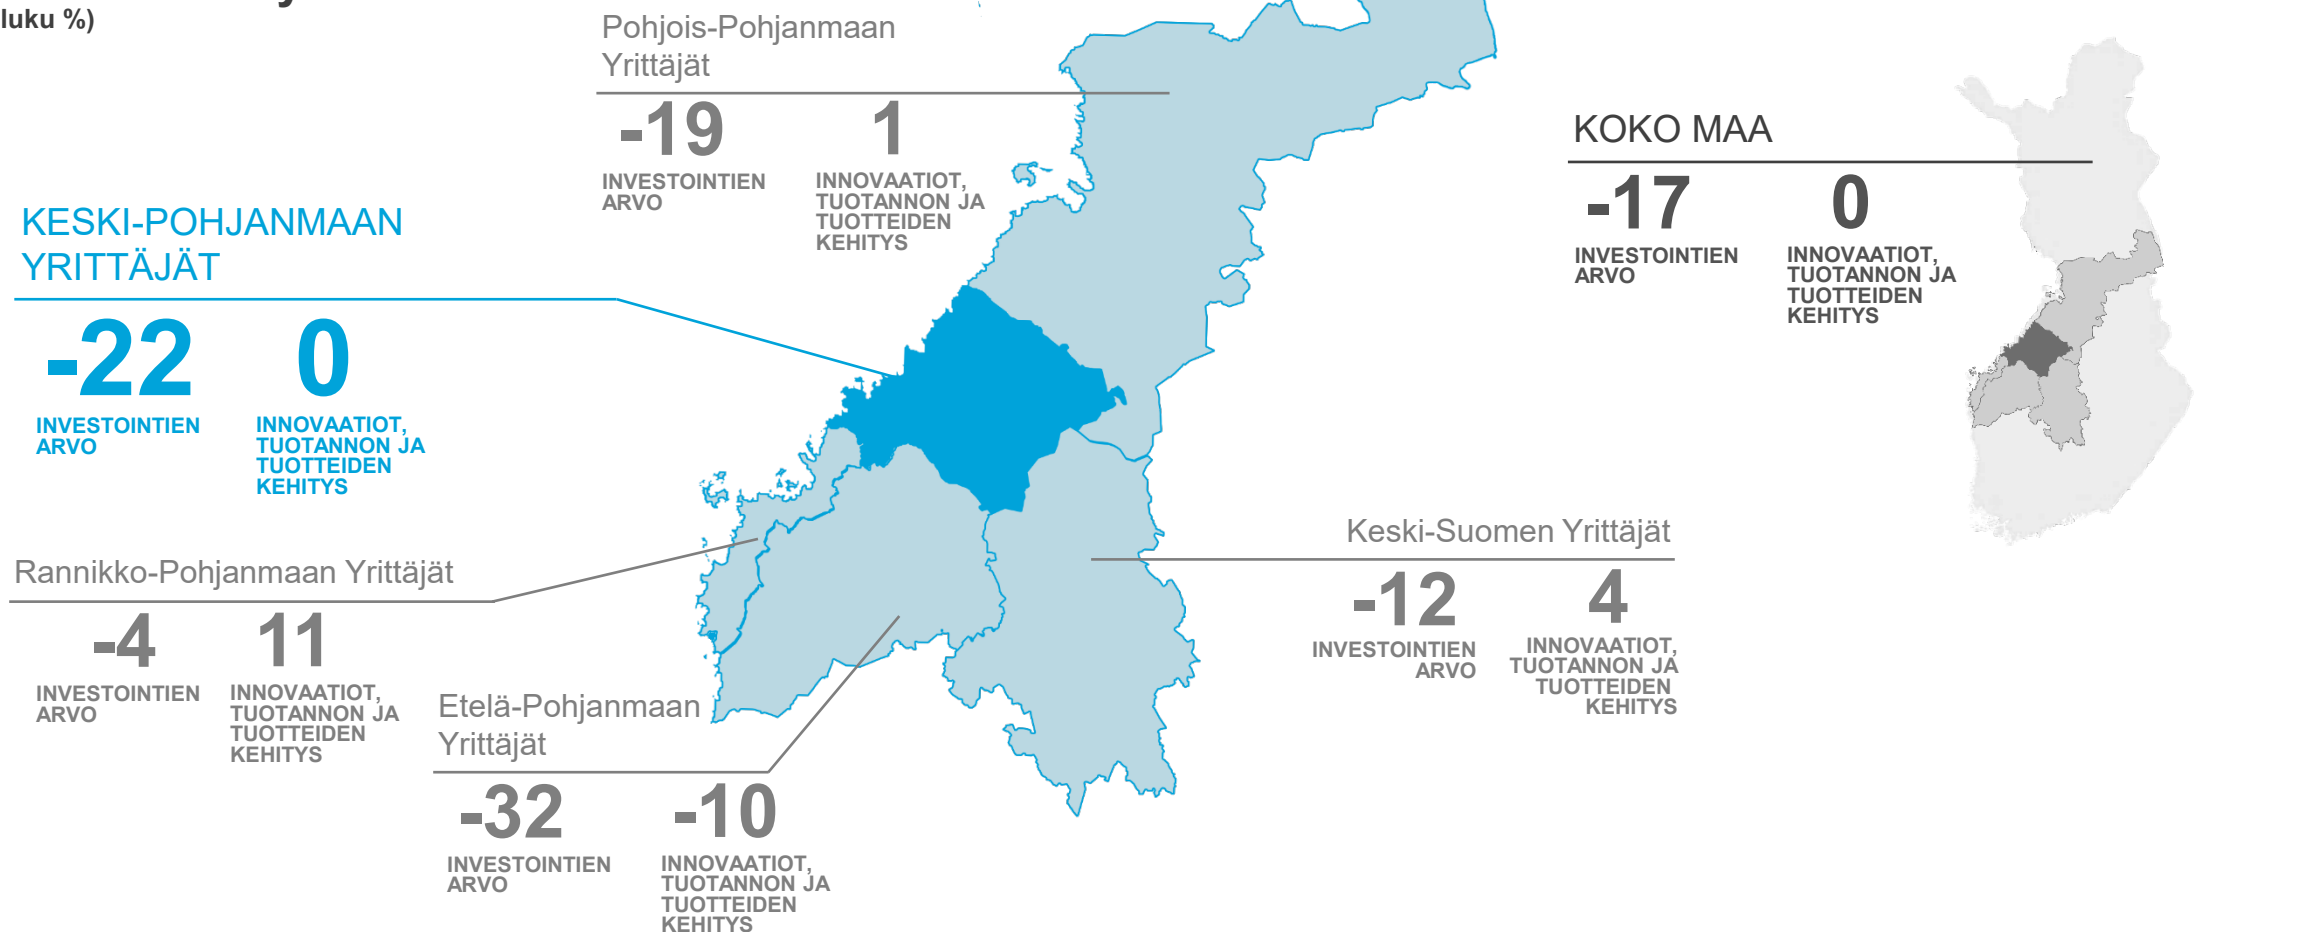 luku %)
Pohjois-Pohjanmaan
Yrittäjät
-19
1
INVESTOINTIEN
ARVO
INNOVAATIOT,
TUOTANNON JA
TUOTTEIDEN
KEHITYS
KOKO MAA
-17
0
INVESTOINTIEN
ARVO
INNOVAATIOT,
TUOTANNON JA
TUOTTEIDEN
KEHITYS
KESKI-POHJANMAAN
YRITTÄJÄT
-22
0
INVESTOINTIEN
ARVO
INNOVAATIOT,
TUOTANNON JA
TUOTTEIDEN
KEHITYS
Rannikko-Pohjanmaan Yrittäjät
-4
11
INVESTOINTIEN
ARVO
INNOVAATIOT,
TUOTANNON JA
TUOTTEIDEN
KEHITYS
Keski-Suomen Yrittäjät
-12
4
INVESTOINTIEN
ARVO
INNOVAATIOT,
TUOTANNON JA
TUOTTEIDEN
KEHITYS
Etelä-Pohjanmaan
Yrittäjät
-32
-10
INVESTOINTIEN
ARVO
INNOVAATIOT,
TUOTANNON JA
TUOTTEIDEN
KEHITYS